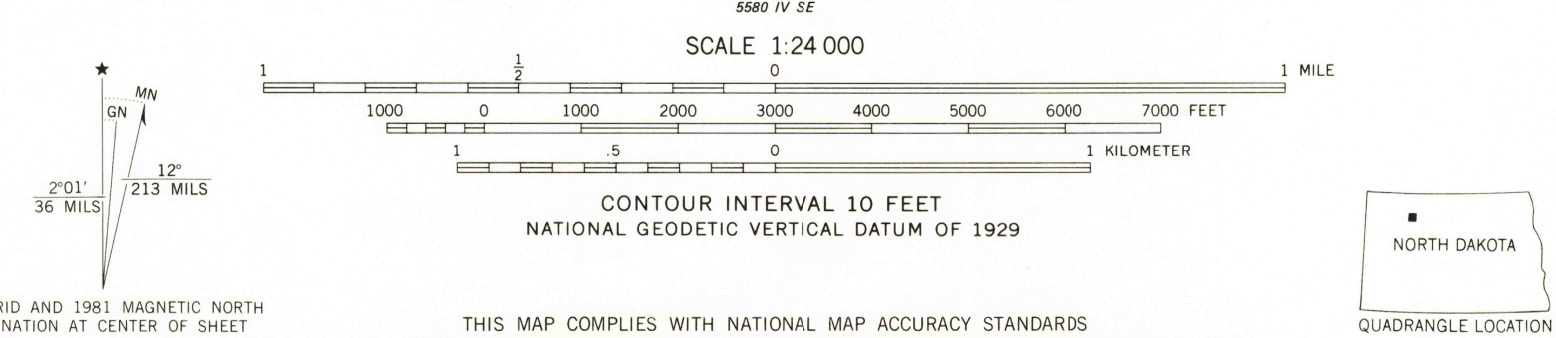 5580 IV SE
SCALE 1:24 000
1 1/2 0 1 MILE
1000 0 1000 2000 3000 4000 5000 6000 7000 FEET
1 .5 0 1 KILOMETER
CONTOUR INTERVAL 10 FEET
NATIONAL GEODETIC VERTICAL DATUM OF 1929
THIS MAP COMPLIES WITH NATIONAL MAP ACCURACY STANDARDS
★
MN
GN
12°
213 MILS
2°01′
36 MILS
RID AND 1981 MAGNETIC NORTH
NATION AT CENTER OF SHEET
NORTH DAKOTA
QUADRANGLE LOCATION